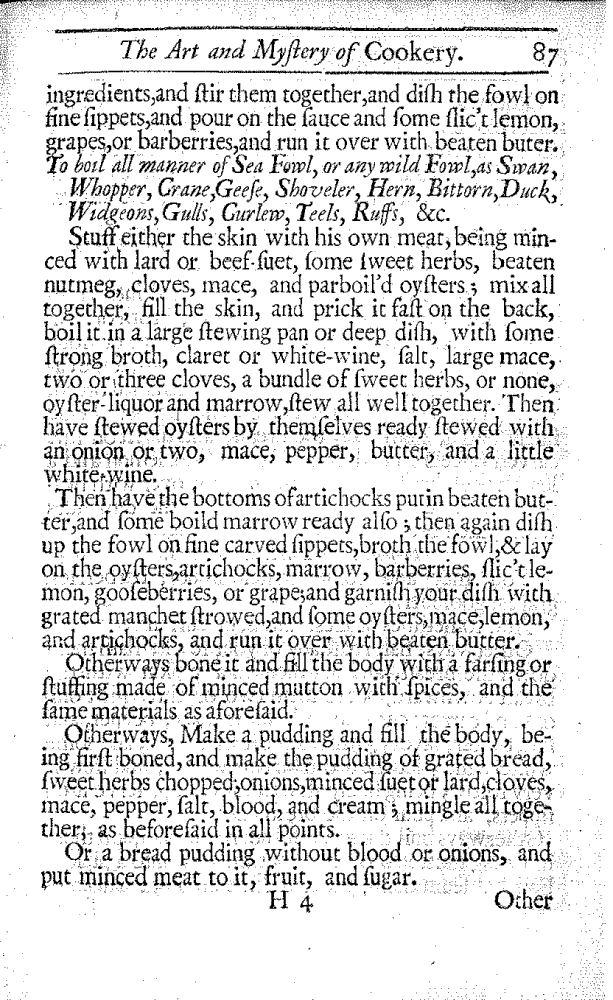 The Art and Myſtery of Cookery. 87
ingredients,and ſtir them together,and diſh the fowl on
fine ſippets,and pour on the ſauce and ſome ſlic't lemon,
grapes,or barberries,and run it over with beaten buter.
To boil all manner of Sea Fowl, or any wild Fowl,as Swan,
Whopper, Crane,Geeſe, Shoveler, Hern, Bittorn,Duck,
Widgeons,Gulls, Curlew, Teels, Ruffs, &c.
Stuff either the skin with his own meat, being min-
ced with lard or beef-ſuet, ſome ſweet herbs, beaten
nutmeg, cloves, mace, and parboil'd oyſters; mix all
together, fill the skin, and prick it faſt on the back,
boil it in a large ſtewing pan or deep diſh, with ſome
ſtrong broth, claret or white-wine, ſalt, large mace,
two or three cloves, a bundle of ſweet herbs, or none,
oyſter-liquor and marrow,ſtew all well together. Then
have ſtewed oyſters by themſelves ready ſtewed with
an onion or two, mace, pepper, butter, and a little
white-wine.
Then have the bottoms of artichocks put in beaten but-
ter,and ſome boild marrow ready alſo; then again diſh
up the fowl on fine carved ſippets,broth the fowl,& lay
on the oyſters,artichocks, marrow, barberries, ſlic't le-
mon, gooſeberries, or grape;and garniſh your diſh with
grated manchet ſtrowed,and ſome oyſters,mace,lemon,
and artichocks, and run it over with beaten butter.
Otherways bone it and fill the body with a farſing or
ſtuffing made of minced mutton with ſpices, and the
ſame materials as aforeſaid.
Otherways, Make a pudding and fill the body, be-
ing firſt boned, and make the pudding of grated bread,
ſweet herbs chopped,onions,minced ſuet or lard,cloves,
mace, pepper, ſalt, blood, and cream; mingle all toge-
ther; as beforeſaid in all points.
Or a bread pudding without blood or onions, and
put minced meat to it, fruit, and ſugar.
H 4 Other